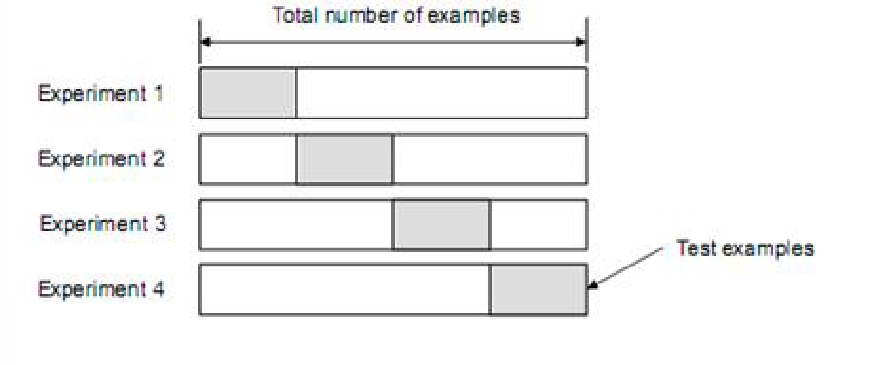 Total number of examples
Experiment 1
Experiment 2
Experiment 3
Test examples
Experiment 4